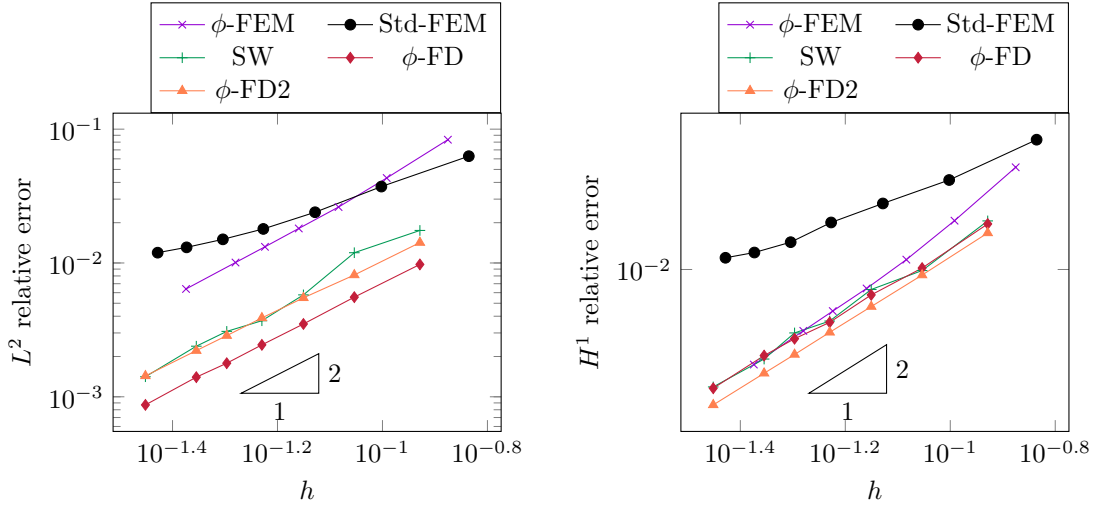 ϕ-FEM Std-FEM
SW ϕ-FD
ϕ-FD2
10^{-1}
10^{-2}
10^{-3}
L^2 relative error
2
1
10^{-1.4} 10^{-1.2} 10^{-1} 10^{-0.8}
h
ϕ-FEM Std-FEM
SW ϕ-FD
ϕ-FD2
10^{-2}
H^1 relative error
2
1
10^{-1.4} 10^{-1.2} 10^{-1} 10^{-0.8}
h